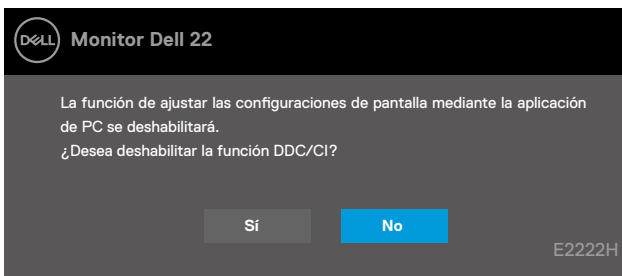 DELL Monitor Dell 22
La función de ajustar las configuraciones de pantalla mediante la aplicación
de PC se deshabilitará.
¿Desea deshabilitar la función DDC/CI?
Sí No
E2222H